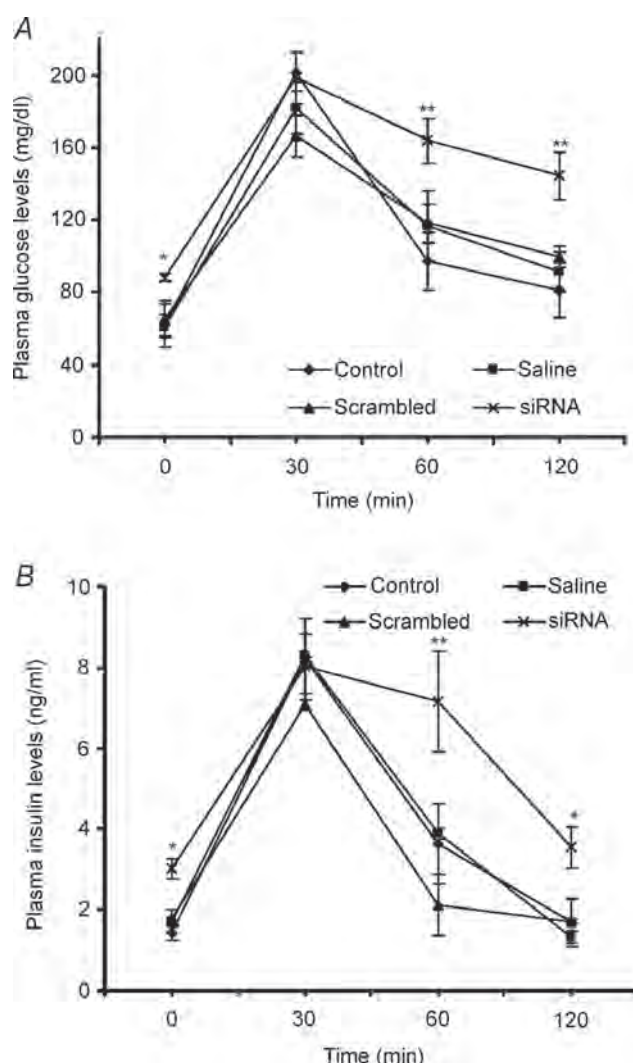 A
Plasma glucose levels (mg/dl)
200
160
120
80
40
0
*
**
**
Control
Saline
Scrambled
siRNA
0 30 60 120
Time (min)
B
Plasma insulin levels (ng/ml)
10
8
6
4
2
0
Control
Saline
Scrambled
siRNA
*
**
*
0 30 60 120
Time (min)